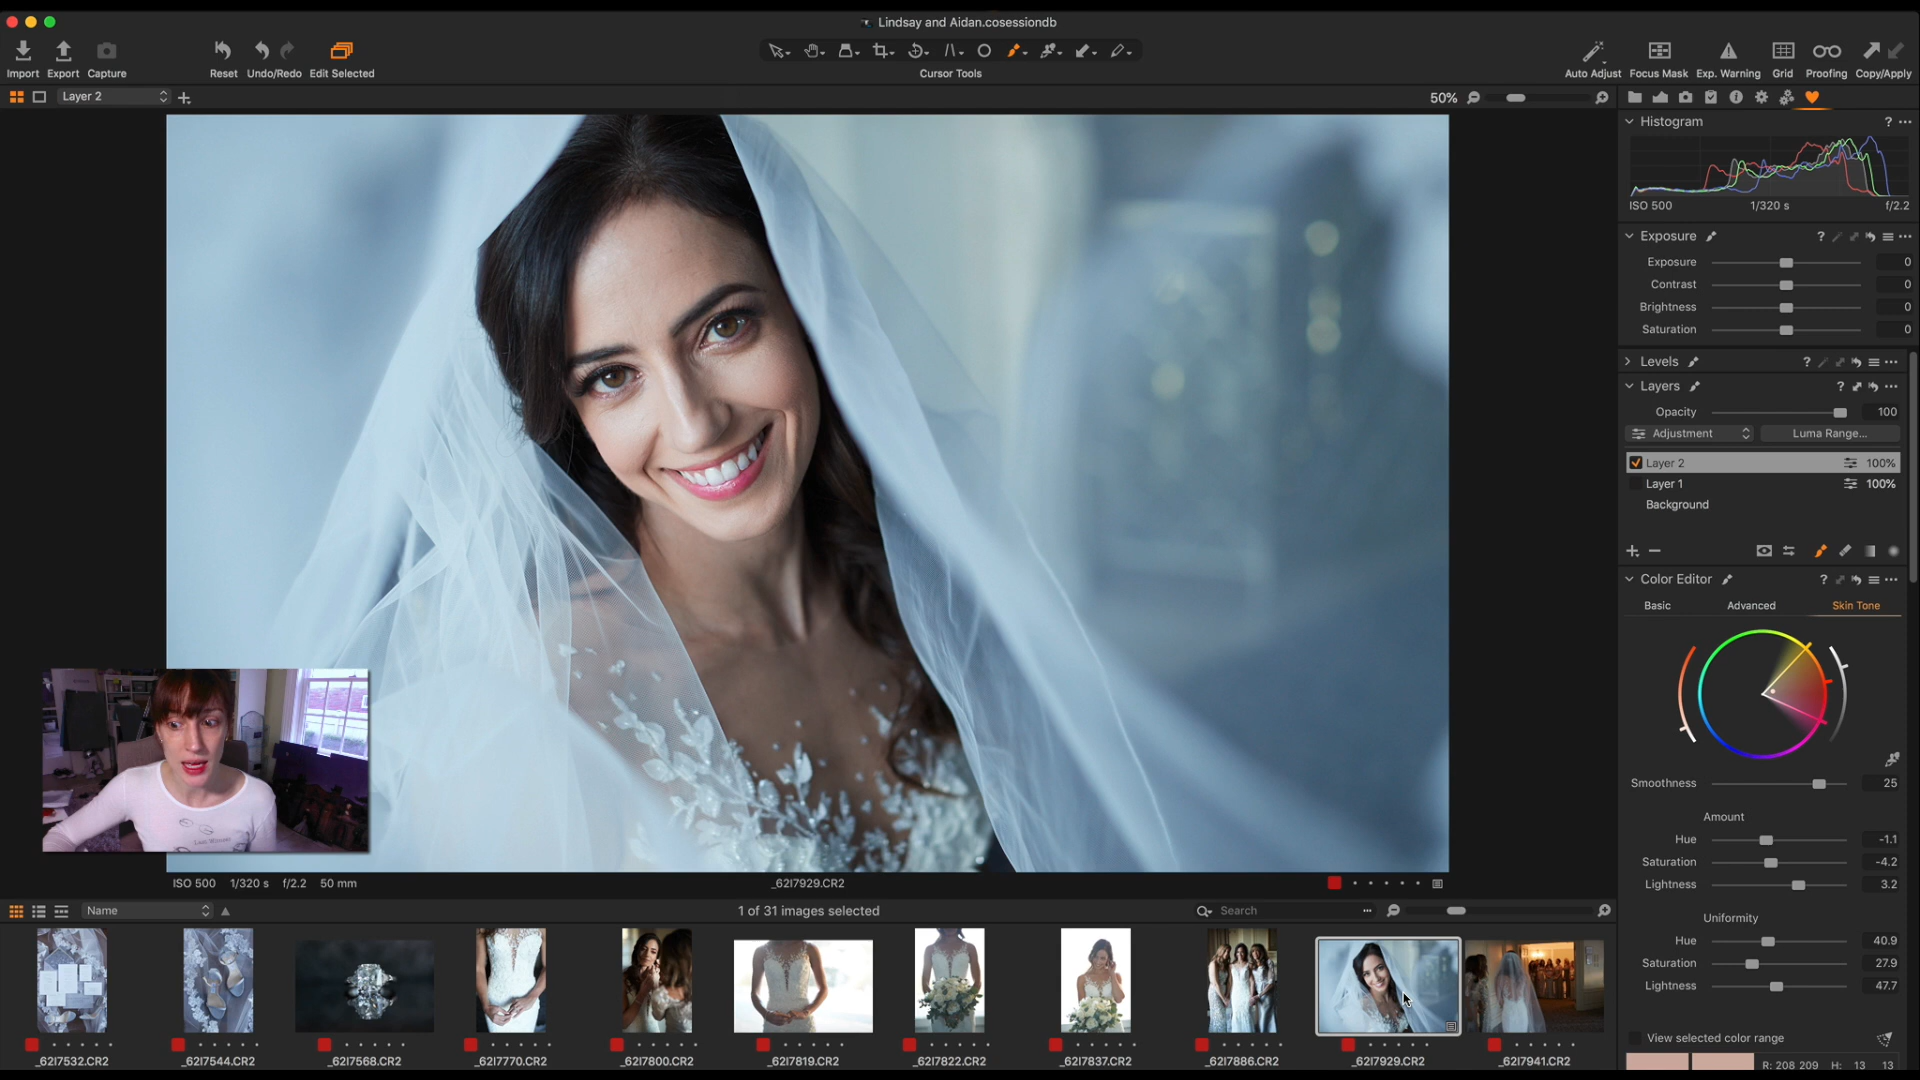 Lindsay and Aidan.cosessiondb
Import Export Capture Reset Undo/Redo Edit Selected Cursor Tools Auto Adjust Focus Mask Exp. Warning Grid Proofing Copy/Apply
Layer 2 50%
Histogram
ISO 500 1/320 s f/2.2
Exposure
Exposure 0
Contrast 0
Brightness 0
Saturation 0
Levels
Layers
Opacity 100
Adjustment Luma Range...
Layer 2 100%
Layer 1 100%
Background
Color Editor
Basic Advanced Skin Tone
Smoothness 25
Amount
Hue -1.1
Saturation -4.2
Lightness 3.2
Uniformity
Hue 40.9
Saturation 27.9
Lightness 47.7
View selected color range
R: 208 209 H: 13 13
ISO 500 1/320 s f/2.2 50 mm _62I7929.CR2
Name 1 of 31 images selected Search
_62I7532.CR2 _62I7544.CR2 _62I7568.CR2 _62I7770.CR2 _62I7800.CR2 _62I7819.CR2 _62I7822.CR2 _62I7837.CR2 _62I7886.CR2 _62I7929.CR2 _62I7941.CR2